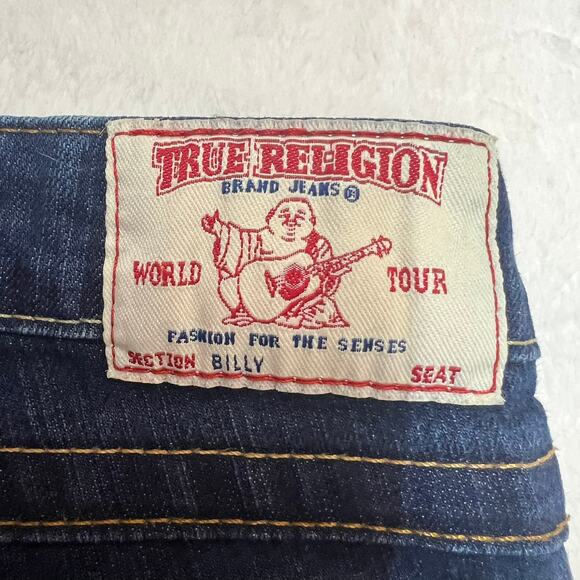 TRUE RELIGION
BRAND JEANS ®
WORLD TOUR
FASHION FOR THE SENSES
SECTION BILLY SEAT